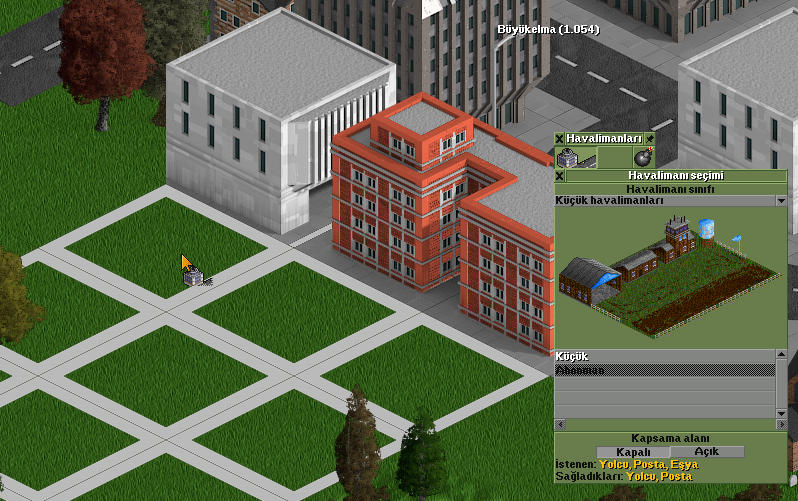 Büyükelma (1.054)
Havalimanları
Havalimanı seçimi
Havalimanı sınıfı
Küçük havalimanları
Küçük
Kapsama alanı
Kapalı Açık
İstenen: Yolcu, Posta, Eşya
Sağladıkları: Yolcu, Posta